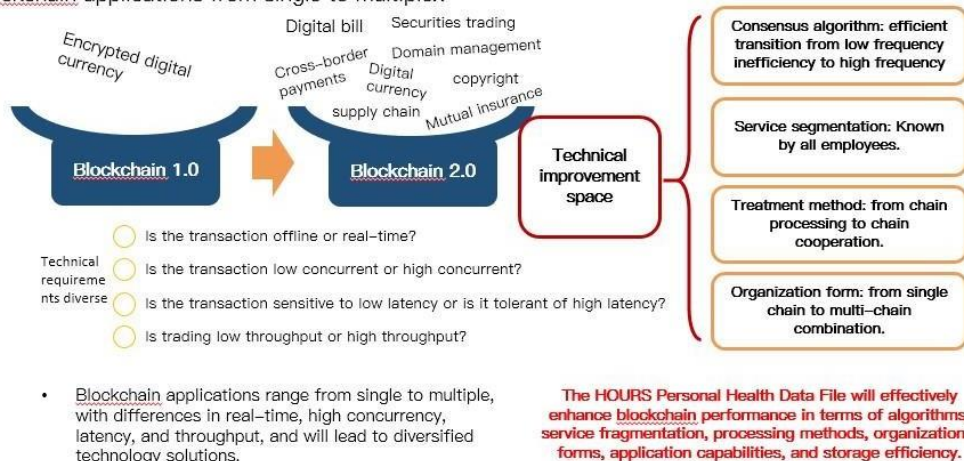 applications from single to multiple.
Encrypted digital
currency
Digital bill
Securities trading
Cross-border
payments
Domain management
Digital
currency
copyright
supply chain
Mutual insurance
Blockchain 1.0
Blockchain 2.0
Technical
improvement
space
Consensus algorithm: efficient
transition from low frequency
inefficiency to high frequency
Service segmentation: Known
by all employees.
Treatment method: from chain
processing to chain
cooperation.
Organization form: from single
chain to multi-chain
combination.
Technical
requireme
nts diverse
Is the transaction offline or real-time?
Is the transaction low concurrent or high concurrent?
Is the transaction sensitive to low latency or is it tolerant of high latency?
Is trading low throughput or high throughput?
• Blockchain applications range from single to multiple,
with differences in real-time, high concurrency,
latency, and throughput, and will lead to diversified
technology solutions.
The HOURS Personal Health Data File will effectively
enhance blockchain performance in terms of algorithms
service fragmentation, processing methods, organization
forms, application capabilities, and storage efficiency.